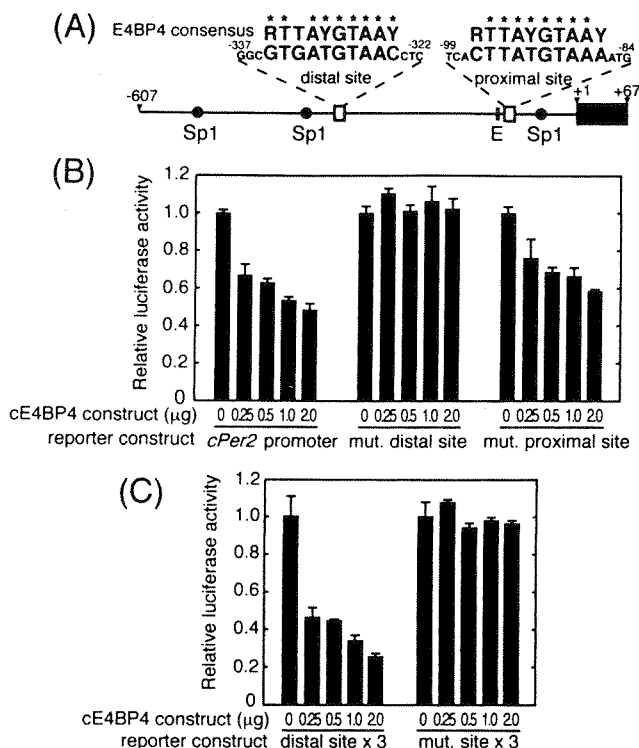 (A)
E4BP4 consensus
* * * * * * * * *
RTTAYGTAAY
-337 GGCGTGATGTAACCTC -322
distal site
* * * * * * * *
RTTAYGTAAY
-99 TCACTTATGTAAAATG -84
proximal site
-607 +1 +67
Sp1 Sp1 E Sp1
(B)
Relative luciferase activity
1.2
1.0
0.8
0.6
0.4
0.2
0
cE4BP4 construct (μg) 0 0.25 0.5 1.0 2.0 0 0.25 0.5 1.0 2.0 0 0.25 0.5 1.0 2.0
reporter construct cPer2 promoter mut. distal site mut. proximal site
(C)
Relative luciferase activity
1.2
1.0
0.8
0.6
0.4
0.2
0
cE4BP4 construct (μg) 0 0.25 0.5 1.0 2.0 0 0.25 0.5 1.0 2.0
reporter construct distal site x 3 mut. site x 3